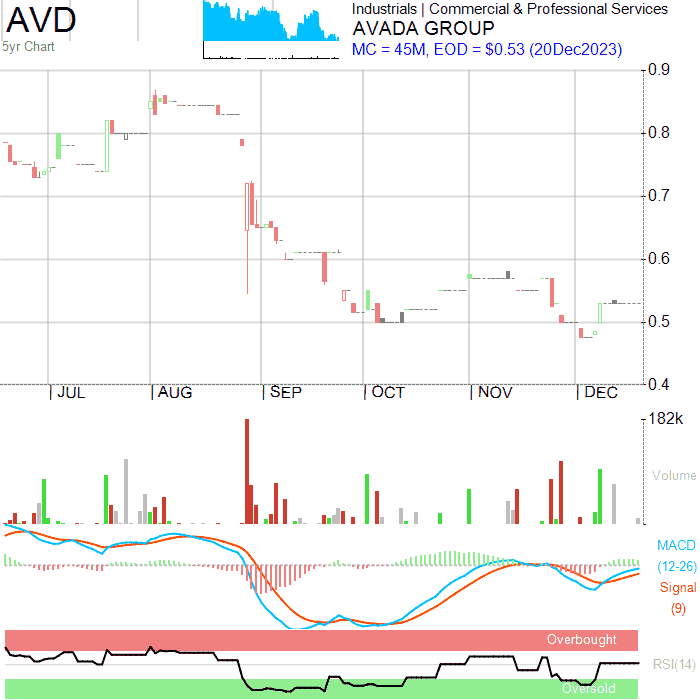 AVD
5yr Chart
Industrials | Commercial & Professional Services
AVADA GROUP
MC = 45M, EOD = $0.53 (20Dec2023)
0.9
0.8
0.7
0.6
0.5
0.4
JUL
AUG
SEP
OCT
NOV
DEC
182k
Volume
MACD
(12-26)
Signal
(9)
Overbought
RSI(14)
Oversold